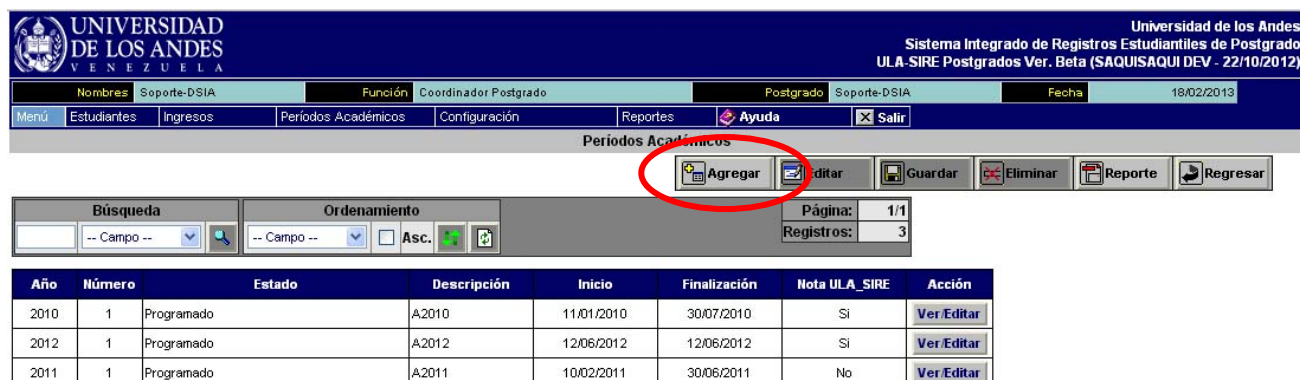 UNIVERSIDAD
DE LOS ANDES
VENEZUELA
Universidad de los Andes
Sistema Integrado de Registros Estudiantiles de Postgrado
ULA-SIRE Postgrados Ver. Beta (SAQUISAQUI DEV - 22/10/2012)
Nombres Soporte-DSIA Función Coordinador Postgrado Postgrado Soporte-DSIA Fecha 18/02/2013
Menú Estudiantes Ingresos Períodos Académicos Configuración Reportes Ayuda Salir
Períodos Académicos
Agregar Editar Guardar Eliminar Reporte Regresar
Búsqueda Ordenamiento Página: 1/1
-- Campo -- -- Campo -- Asc. Registros: 3
Año Número Estado Descripción Inicio Finalización Nota ULA_SIRE Acción
2010 1 Programado A2010 11/01/2010 30/07/2010 Si Ver/Editar
2012 1 Programado A2012 12/06/2012 12/06/2012 Si Ver/Editar
2011 1 Programado A2011 10/02/2011 30/06/2011 No Ver/Editar